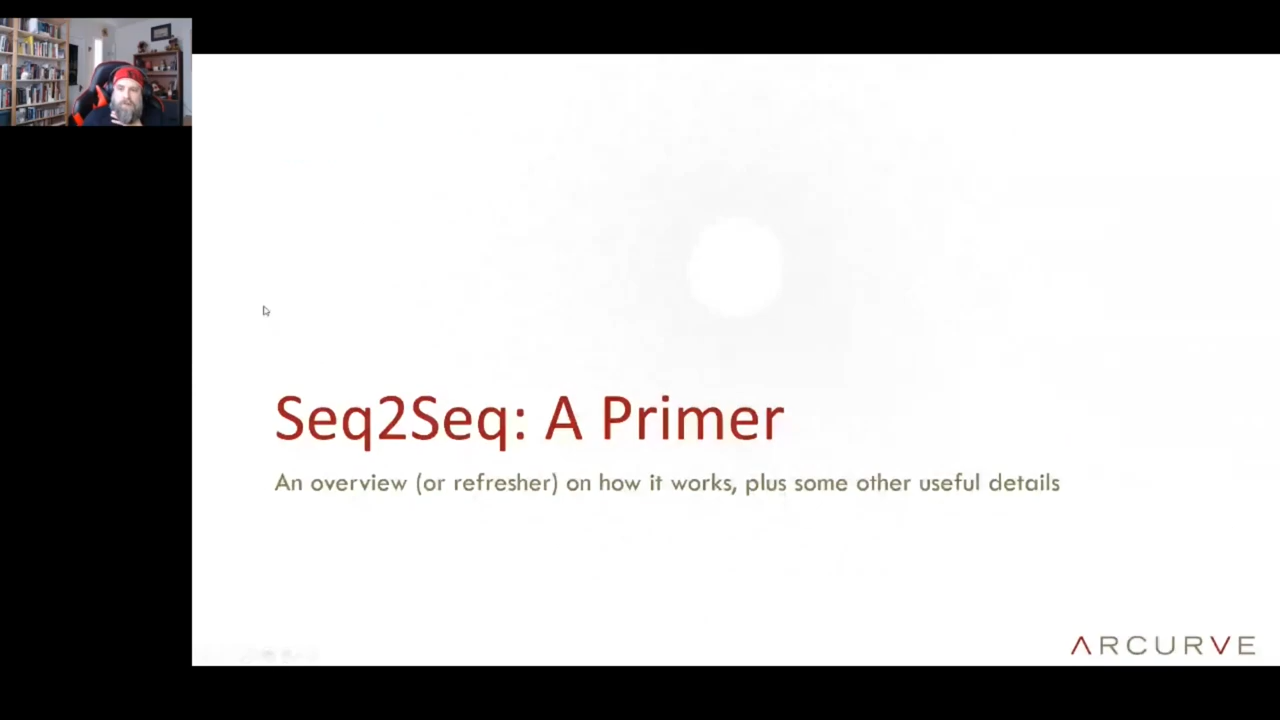 Seq2Seq: A Primer
An overview (or refresher) on how it works, plus some other useful details
ARCURVE